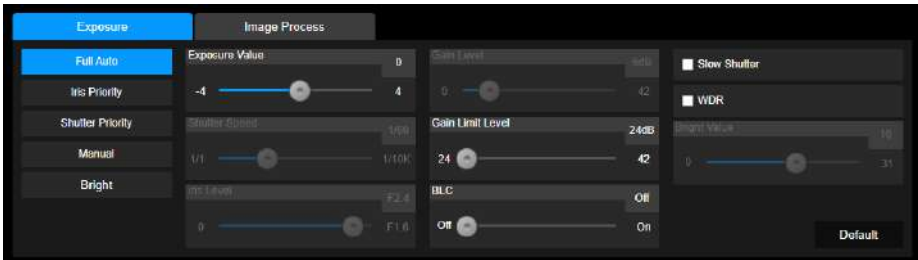 Exposure
Image Process
Full Auto
Iris Priority
Shutter Priority
Manual
Bright
Exposure Value
0
-4
4
Shutter Speed
1/60
1/1
1/10K
Iris Level
F2.4
0
F1.6
Gain Level
0
42
Gain Limit Level
24dB
24
42
BLC
Off
Off
On
Slow Shutter
WDR
Bright Value
0
31
Default